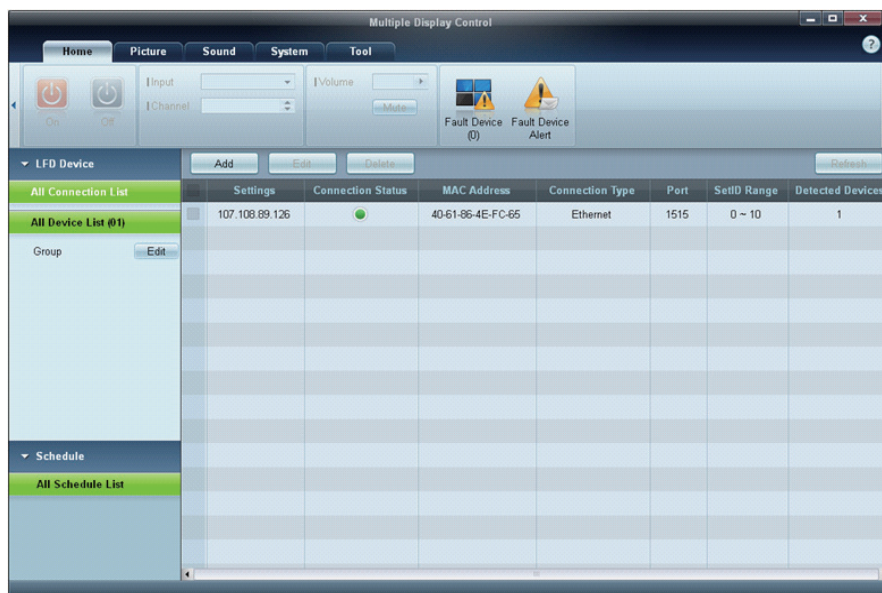 Multiple Display Control
Home Picture Sound System Tool
?
Input
Channel
Volume
Mute
On Off
Fault Device (0)
Fault Device Alert
LFD Device
Add Edit Delete Refresh
All Connection List
Settings Connection Status MAC Address Connection Type Port SetID Range Detected Devices
107.108.89.126 40-61-86-4E-FC-65 Ethernet 1515 0 ~ 10 1
All Device List (01)
Group Edit
Schedule
All Schedule List